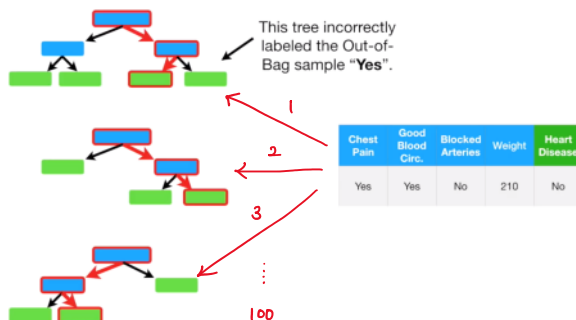 This tree incorrectly
labeled the Out-of-
Bag sample “Yes”.
1
2
3
⋮
100
Chest Pain Good Blood Circ. Blocked Arteries Weight Heart Disease
Yes Yes No 210 No